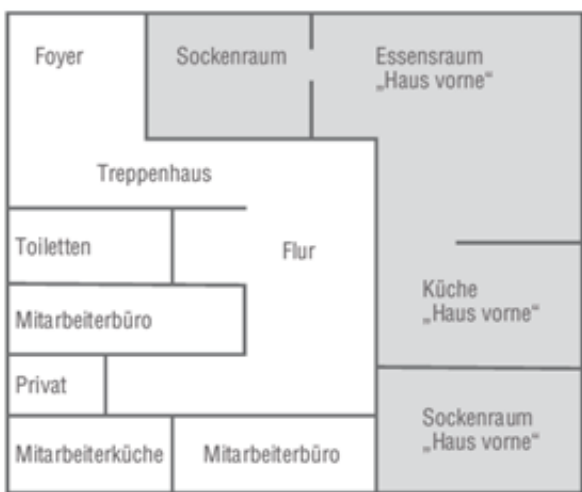 Foyer
Sockenraum
Essensraum
„Haus vorne“
Treppenhaus
Toiletten
Flur
Küche
„Haus vorne“
Mitarbeiterbüro
Privat
Sockenraum
„Haus vorne“
Mitarbeiterküche
Mitarbeiterbüro